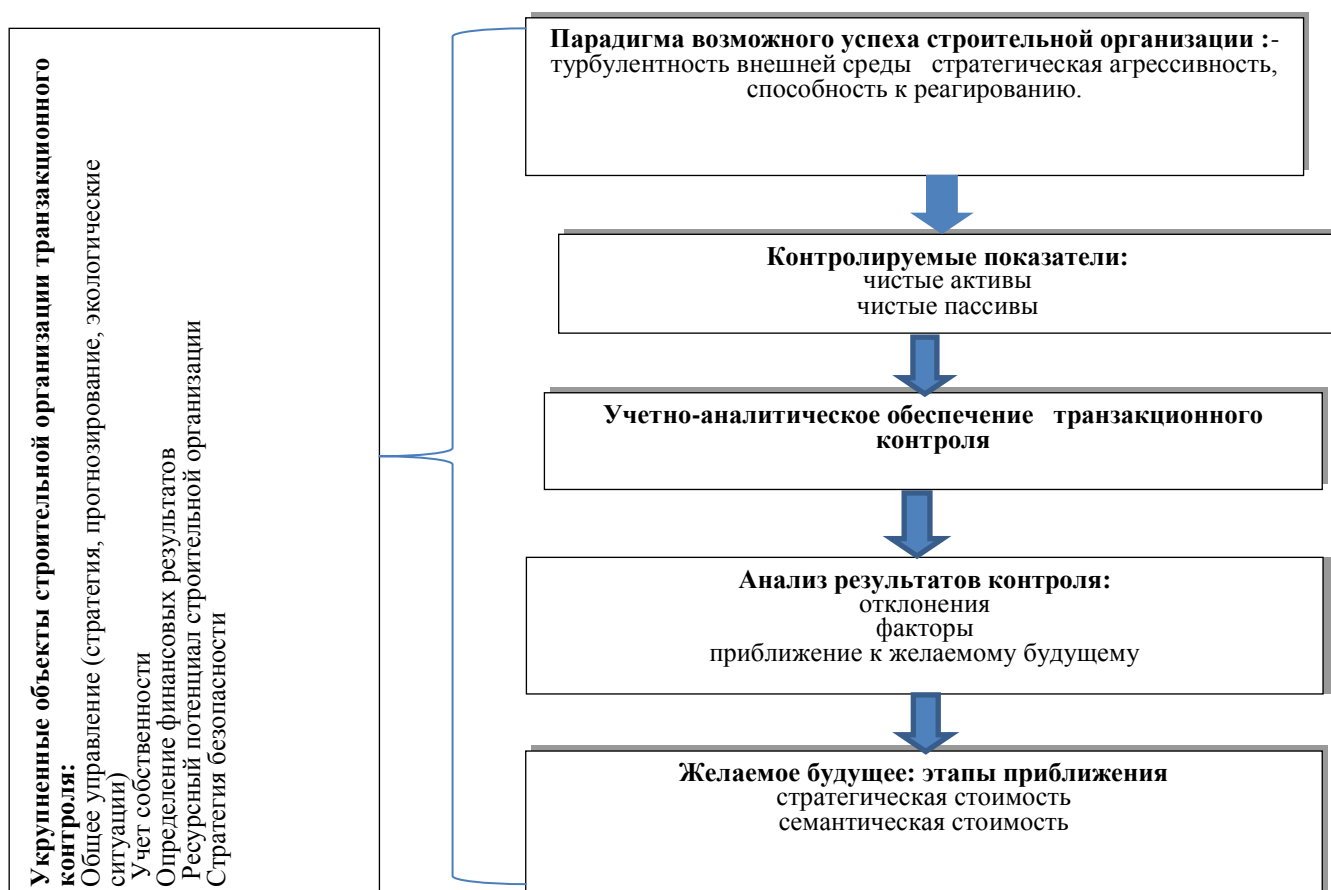 Укрупненные объекты строительной организации транзакционного
контроля:
Общее управление (стратегия, прогнозирование, экологические
ситуации)
Учет собственности
Определение финансовых результатов
Ресурсный потенциал строительной организации
Стратегия безопасности
Парадигма возможного успеха строительной организации :-
турбулентность внешней среды   стратегическая агрессивность,
способность к реагированию.
Контролируемые показатели:
чистые активы
чистые пассивы
Учетно-аналитическое обеспечение   транзакционного
контроля
Анализ результатов контроля:
отклонения
факторы
приближение к желаемому будущему
Желаемое будущее: этапы приближения
стратегическая стоимость
семантическая стоимость